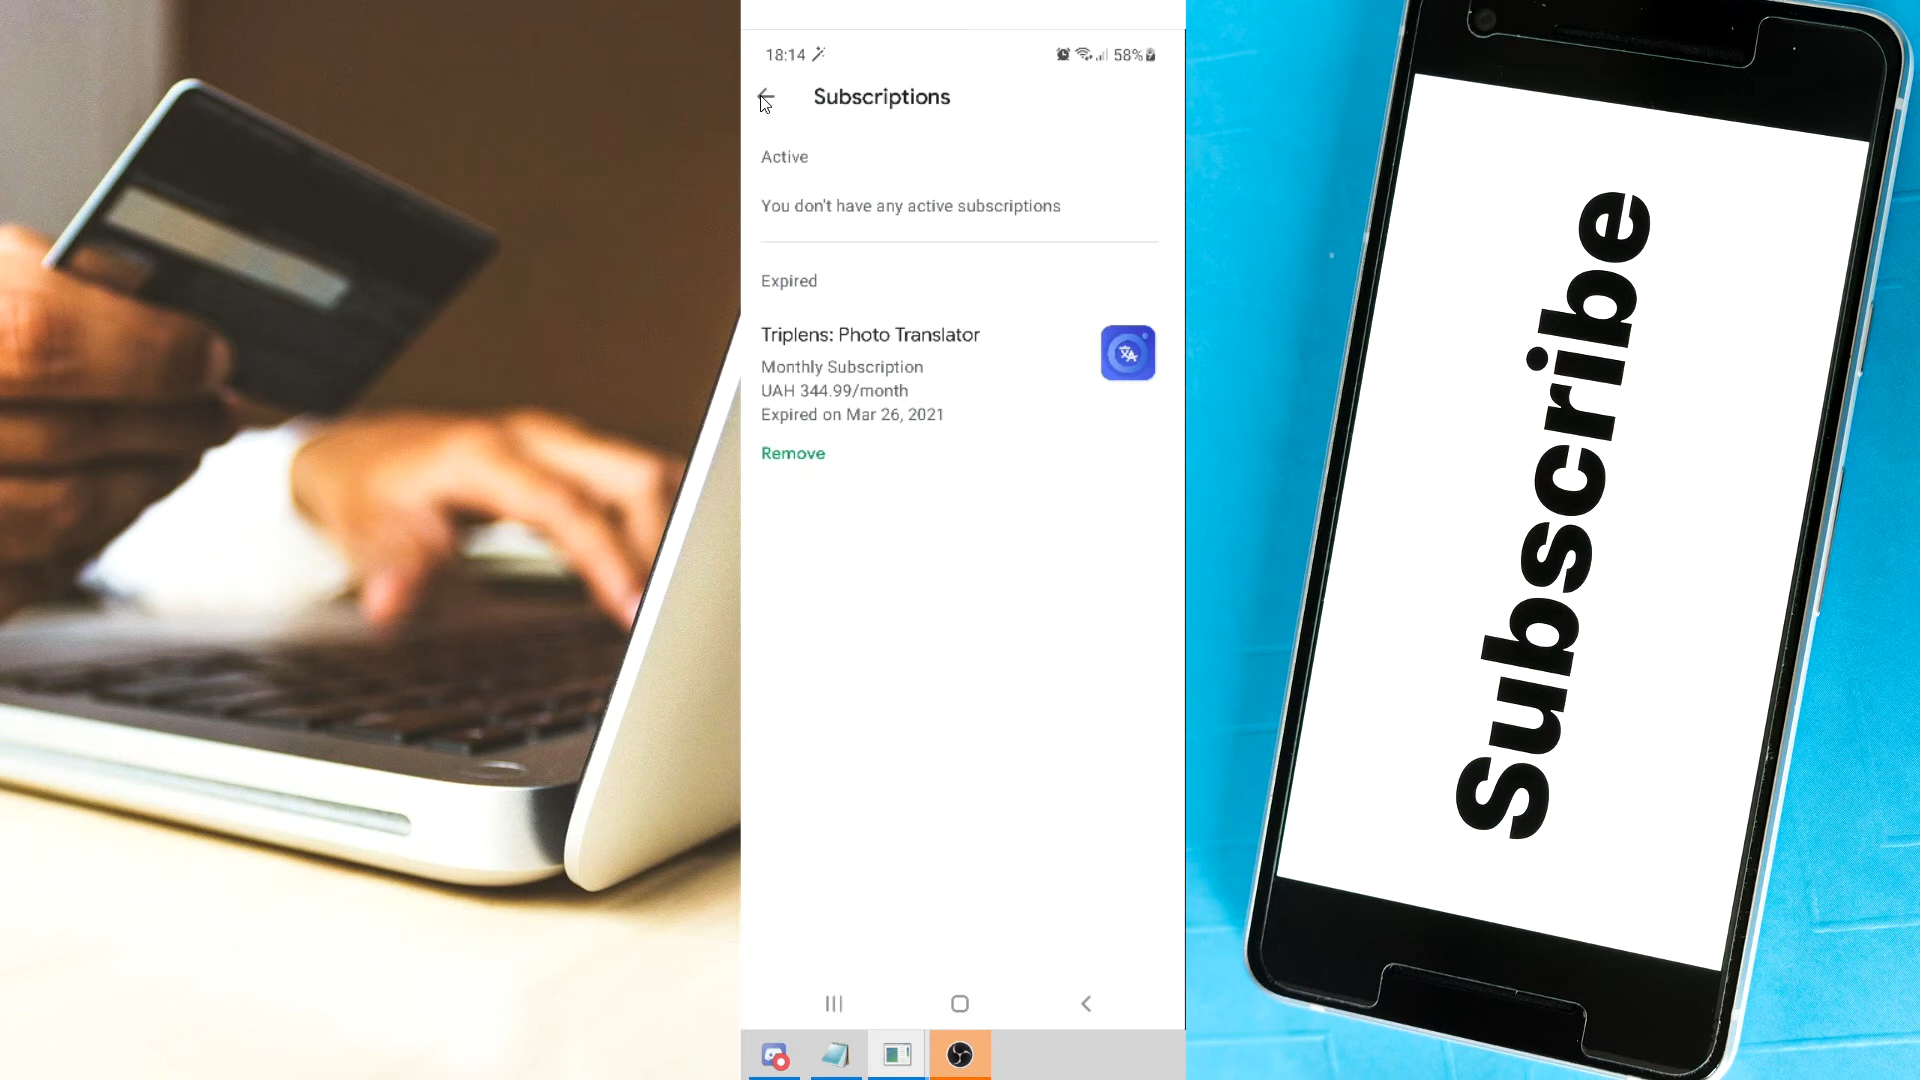 18:14
58%
Subscriptions
Active
You don't have any active subscriptions
Expired
Triplens: Photo Translator
Monthly Subscription
UAH 344.99/month
Expired on Mar 26, 2021
Remove
Subscribe